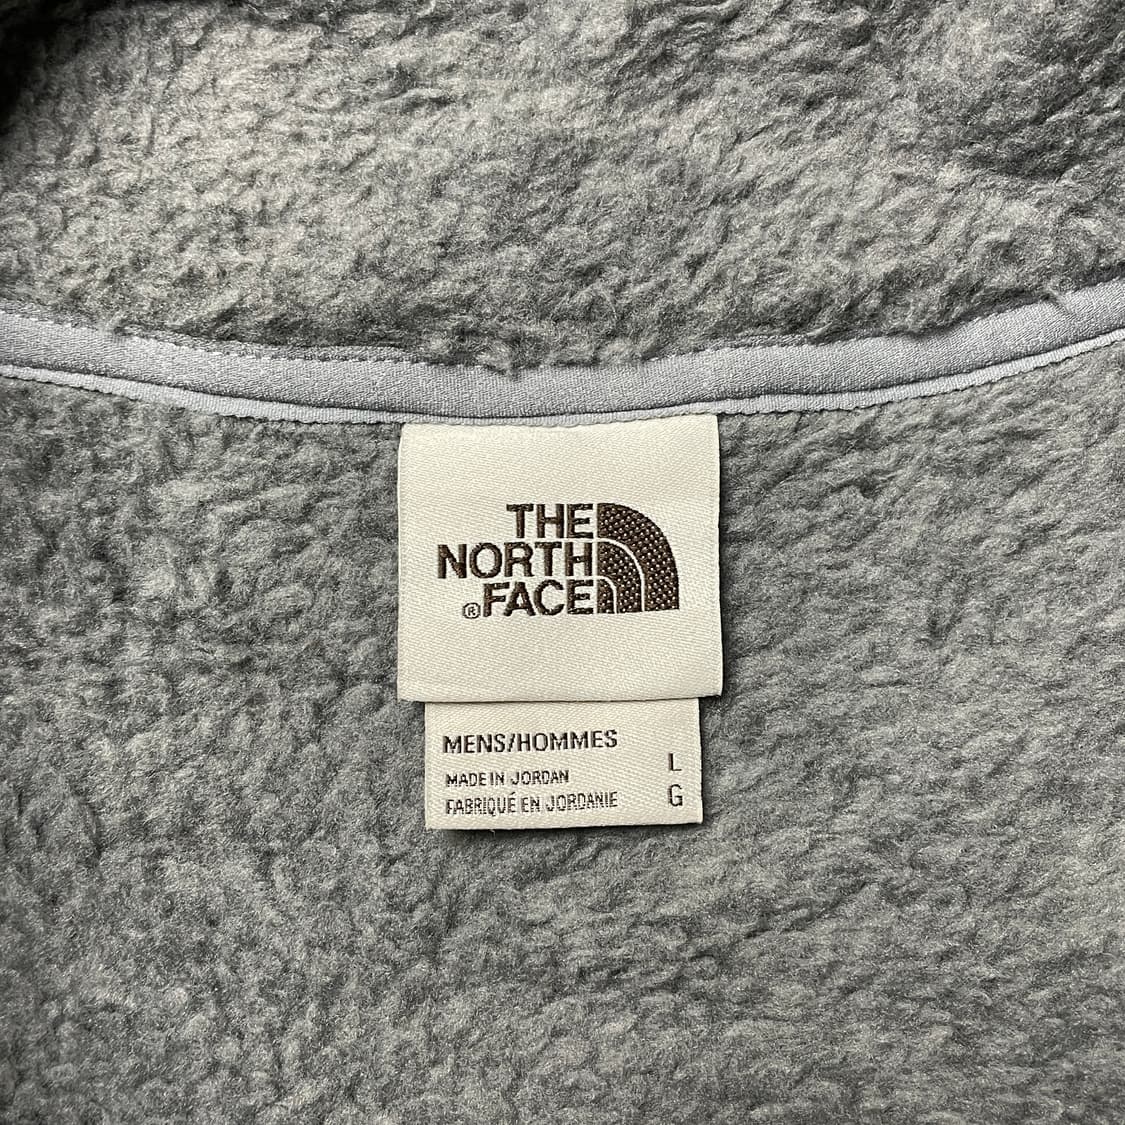 THE
NORTH
®FACE
MENS/HOMMES
L
MADE IN JORDAN
FABRIQUÉ EN JORDANIE
G